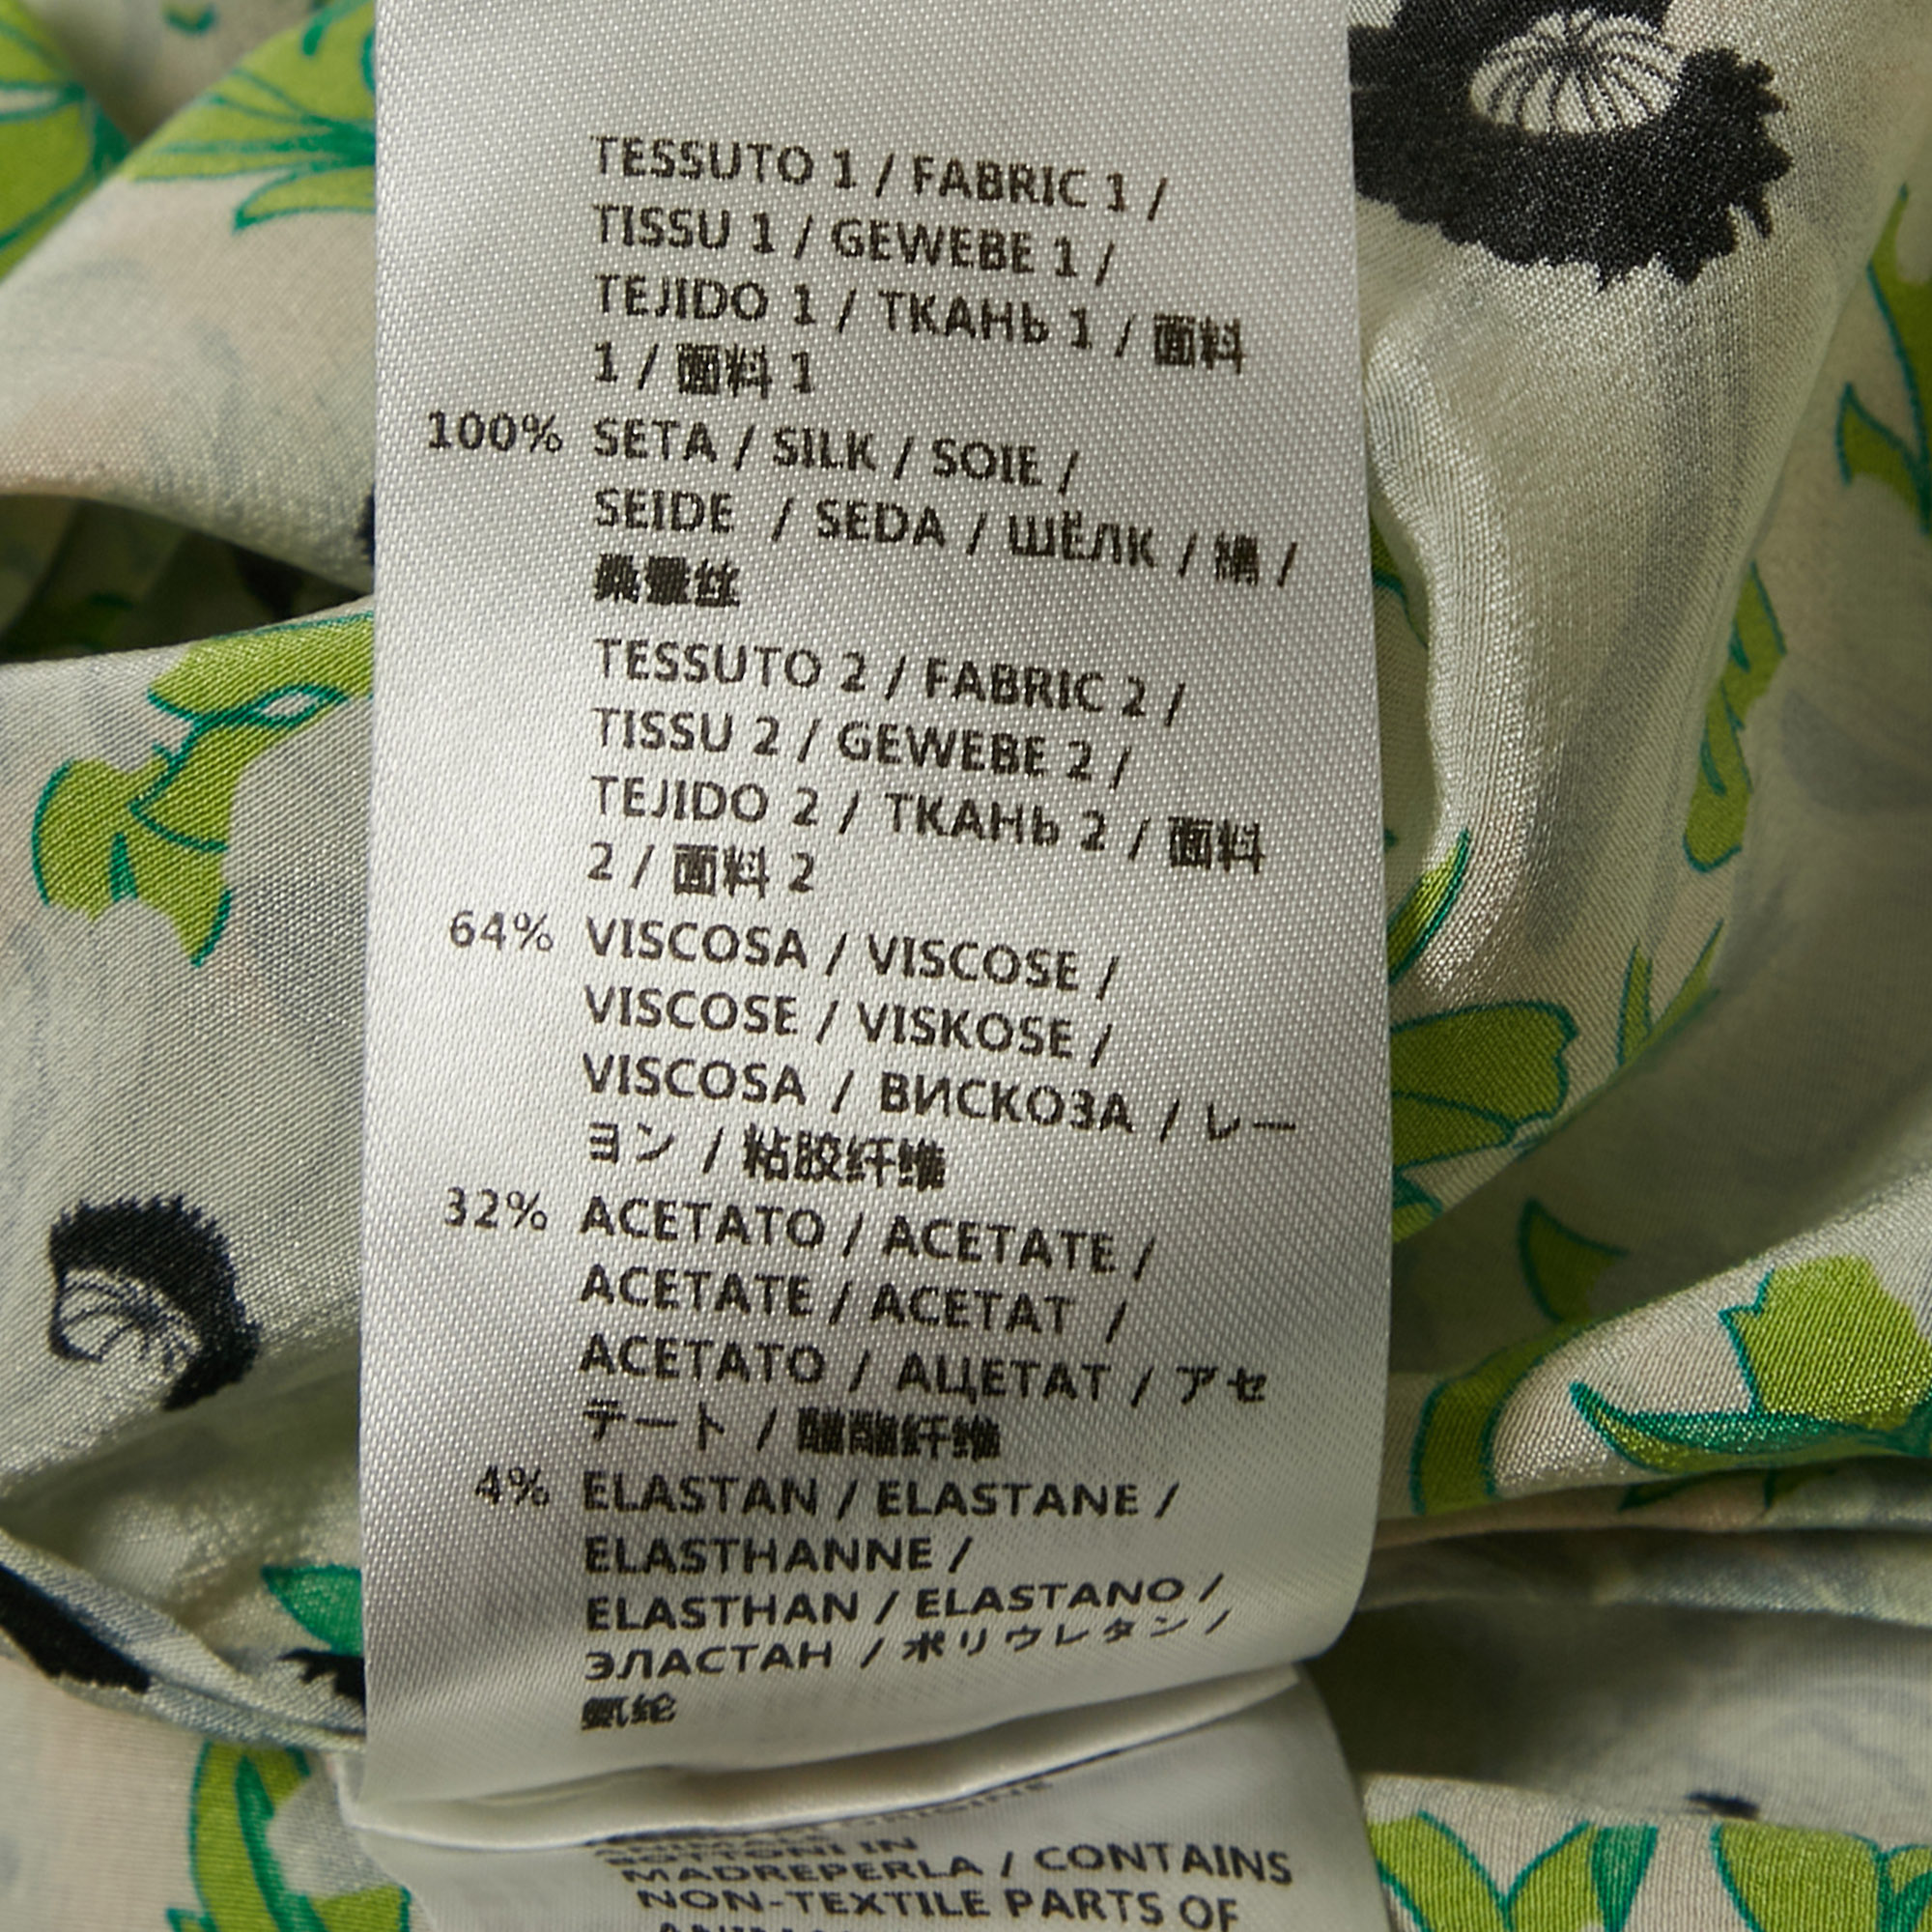 TESSUTO 1 / FABRIC 1 /
TISSU 1 / GEWEBE 1 /
TEJIDO 1 / ТКАНЬ 1 / 面料
1 / 面料 1
100% SETA / SILK / SOIE /
SEIDE / SEDA / ШЁЛК / 絹 /
桑蚕丝
TESSUTO 2 / FABRIC 2 /
TISSU 2 / GEWEBE 2 /
TEJIDO 2 / ТКАНЬ 2 / 面料
2 / 面料 2
64% VISCOSA / VISCOSE /
VISCOSE / VISKOSE /
VISCOSA / ВИСКОЗА / レー
ヨン / 粘胶纤维
32% ACETATO / ACETATE /
ACETATE / ACETAT /
ACETATO / АЦЕТАТ / アセ
テート / 醋酯纤维
4% ELASTAN / ELASTANE /
ELASTHANNE /
ELASTHAN / ELASTANO /
ЭЛАСТАН / ポリウレタン /
氨纶
BOTTONI IN
MADREPERLA / CONTAINS
NON-TEXTILE PARTS OF